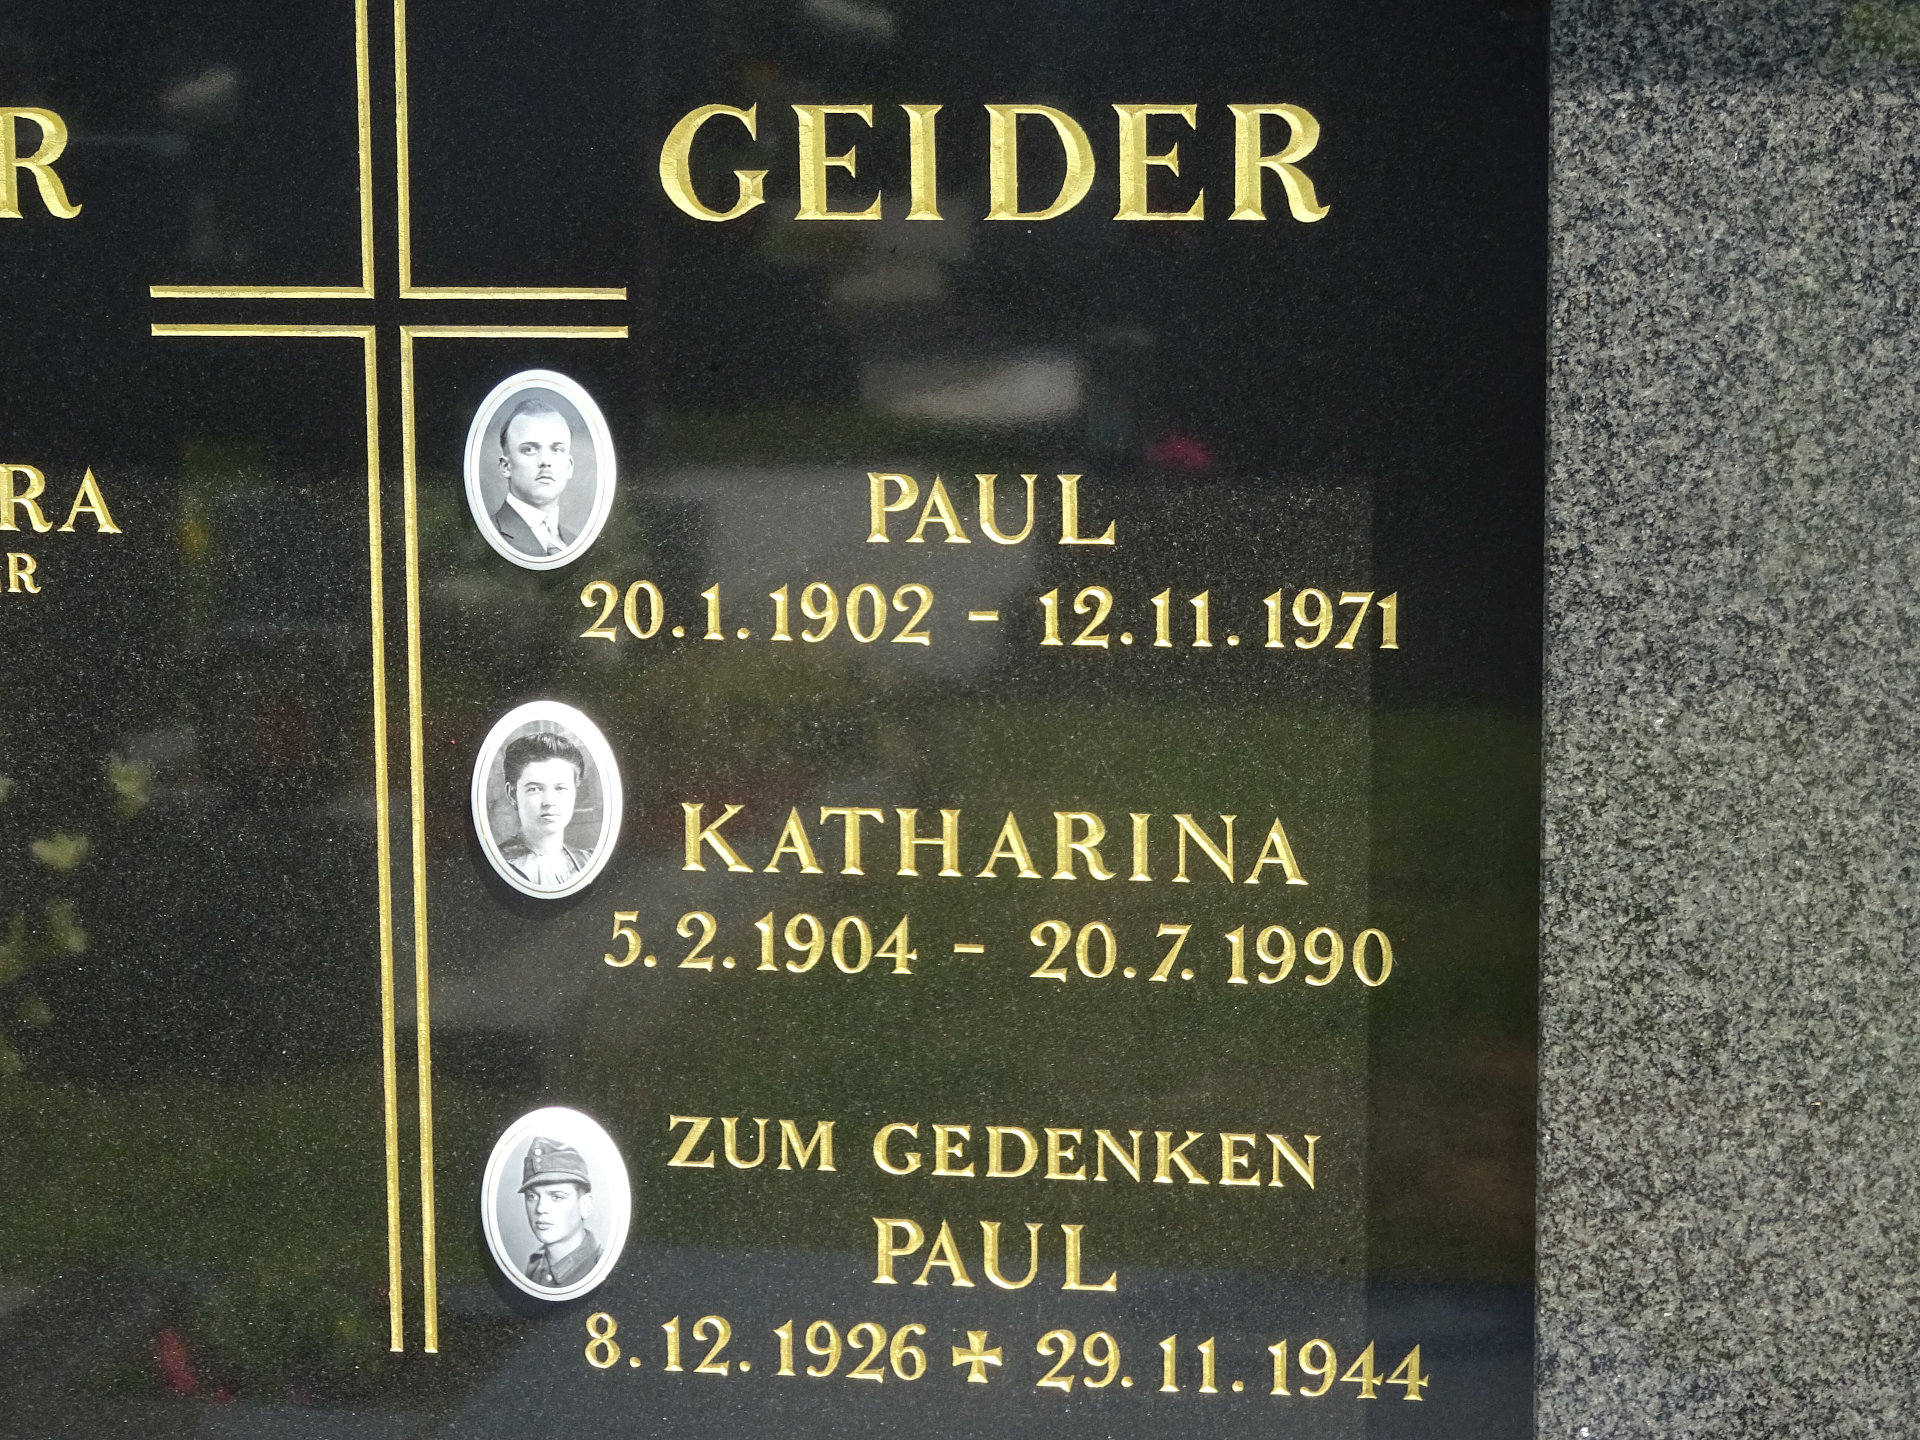 GEIDER
PAUL
20.1.1902 - 12.11.1971
KATHARINA
5.2.1904 - 20.7.1990
ZUM GEDENKEN
PAUL
8.12.1926 ✠ 29.11.1944